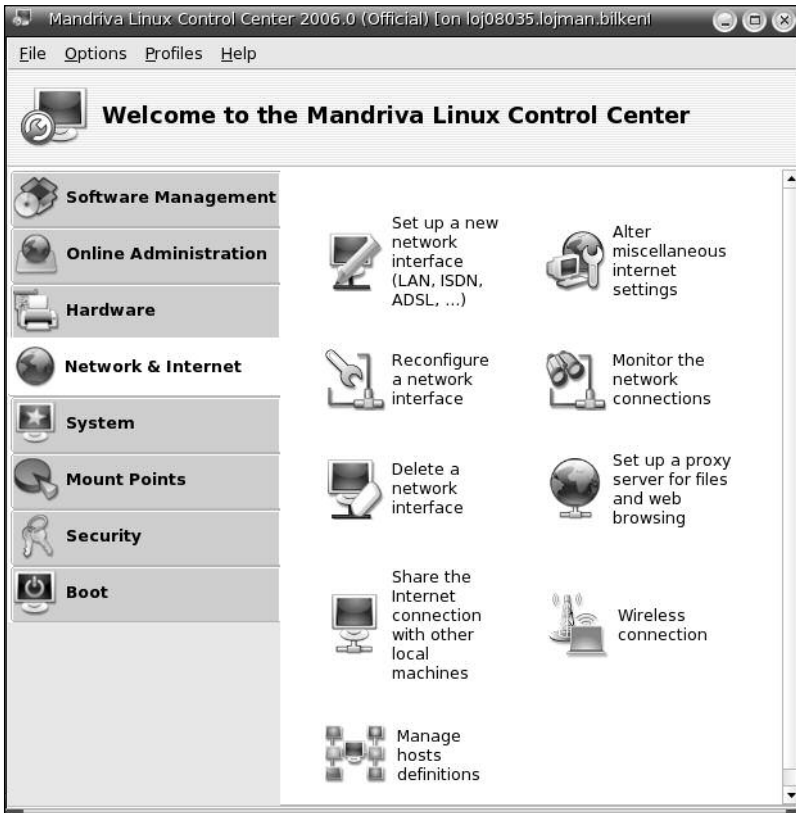 Mandriva Linux Control Center 2006.0 (Official) [on loj08035.lojman.bilken
File Options Profiles Help
Welcome to the Mandriva Linux Control Center
Software Management
Online Administration
Hardware
Network & Internet
System
Mount Points
Security
Boot
Set up a new
network
interface
(LAN, ISDN,
ADSL, ...)
Alter
miscellaneous
internet
settings
Reconfigure
a network
interface
Monitor the
network
connections
Delete a
network
interface
Set up a proxy
server for files
and web
browsing
Share the
Internet
connection
with other
local
machines
Wireless
connection
Manage
hosts
definitions